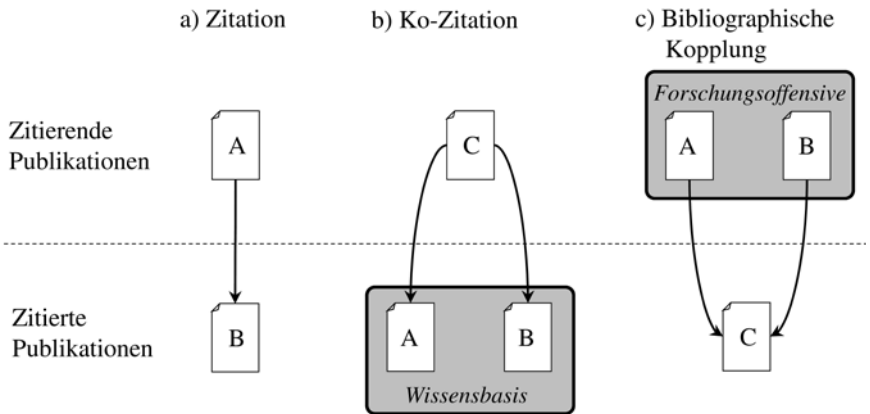 a) Zitation
b) Ko-Zitation
c) Bibliographische
Kopplung
Forschungsoffensive
Zitierende
Publikationen
A
C
A
B
Zitierte
Publikationen
B
A
B
C
Wissensbasis